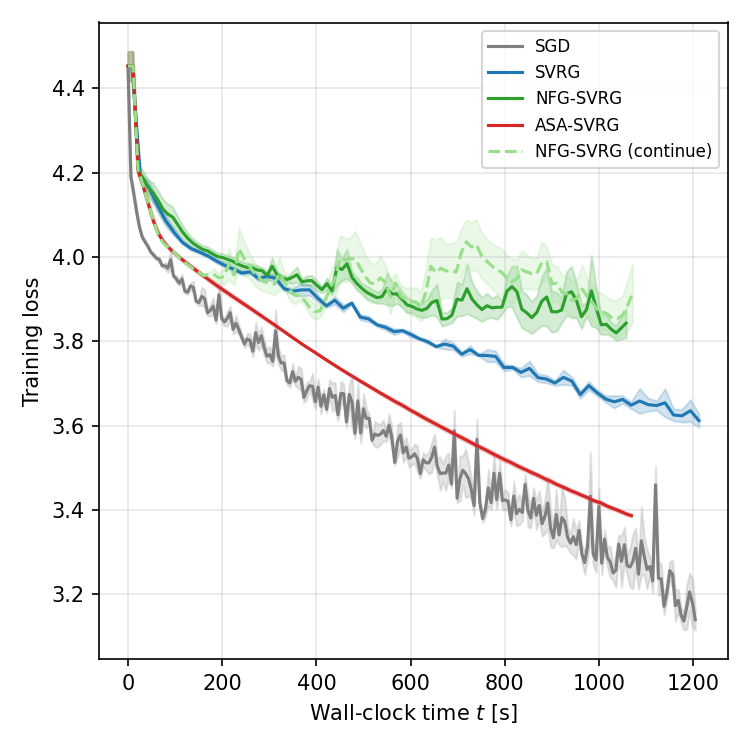 SGD
SVRG
NFG-SVRG
ASA-SVRG
NFG-SVRG (continue)
4.4
4.2
4.0
3.8
3.6
3.4
3.2
Training loss
0
200
400
600
800
1000
1200
Wall-clock time t [s]